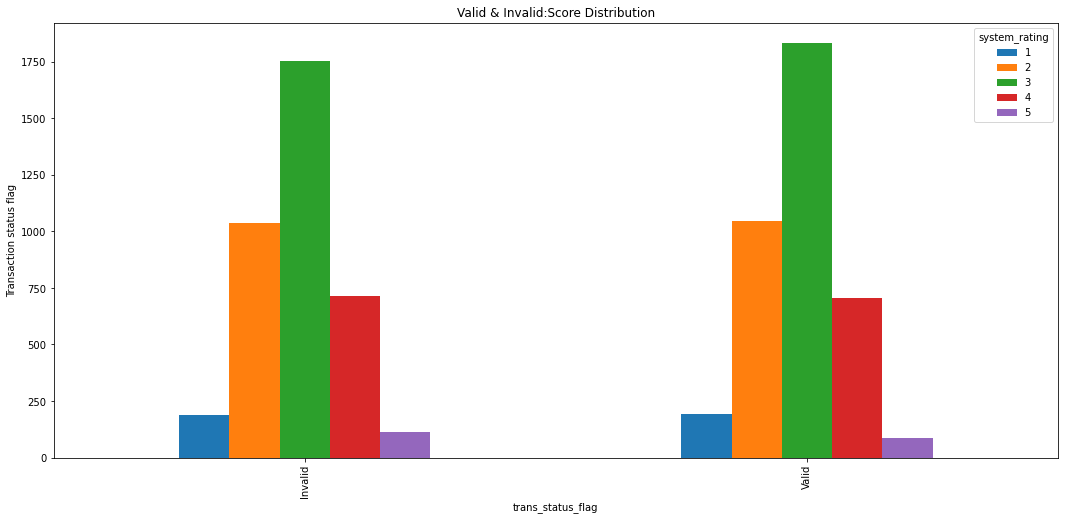 Valid & Invalid:Score Distribution
system_rating
1
2
3
4
5
Transaction status flag
1750
1500
1250
1000
750
500
250
0
Invalid
Valid
trans_status_flag